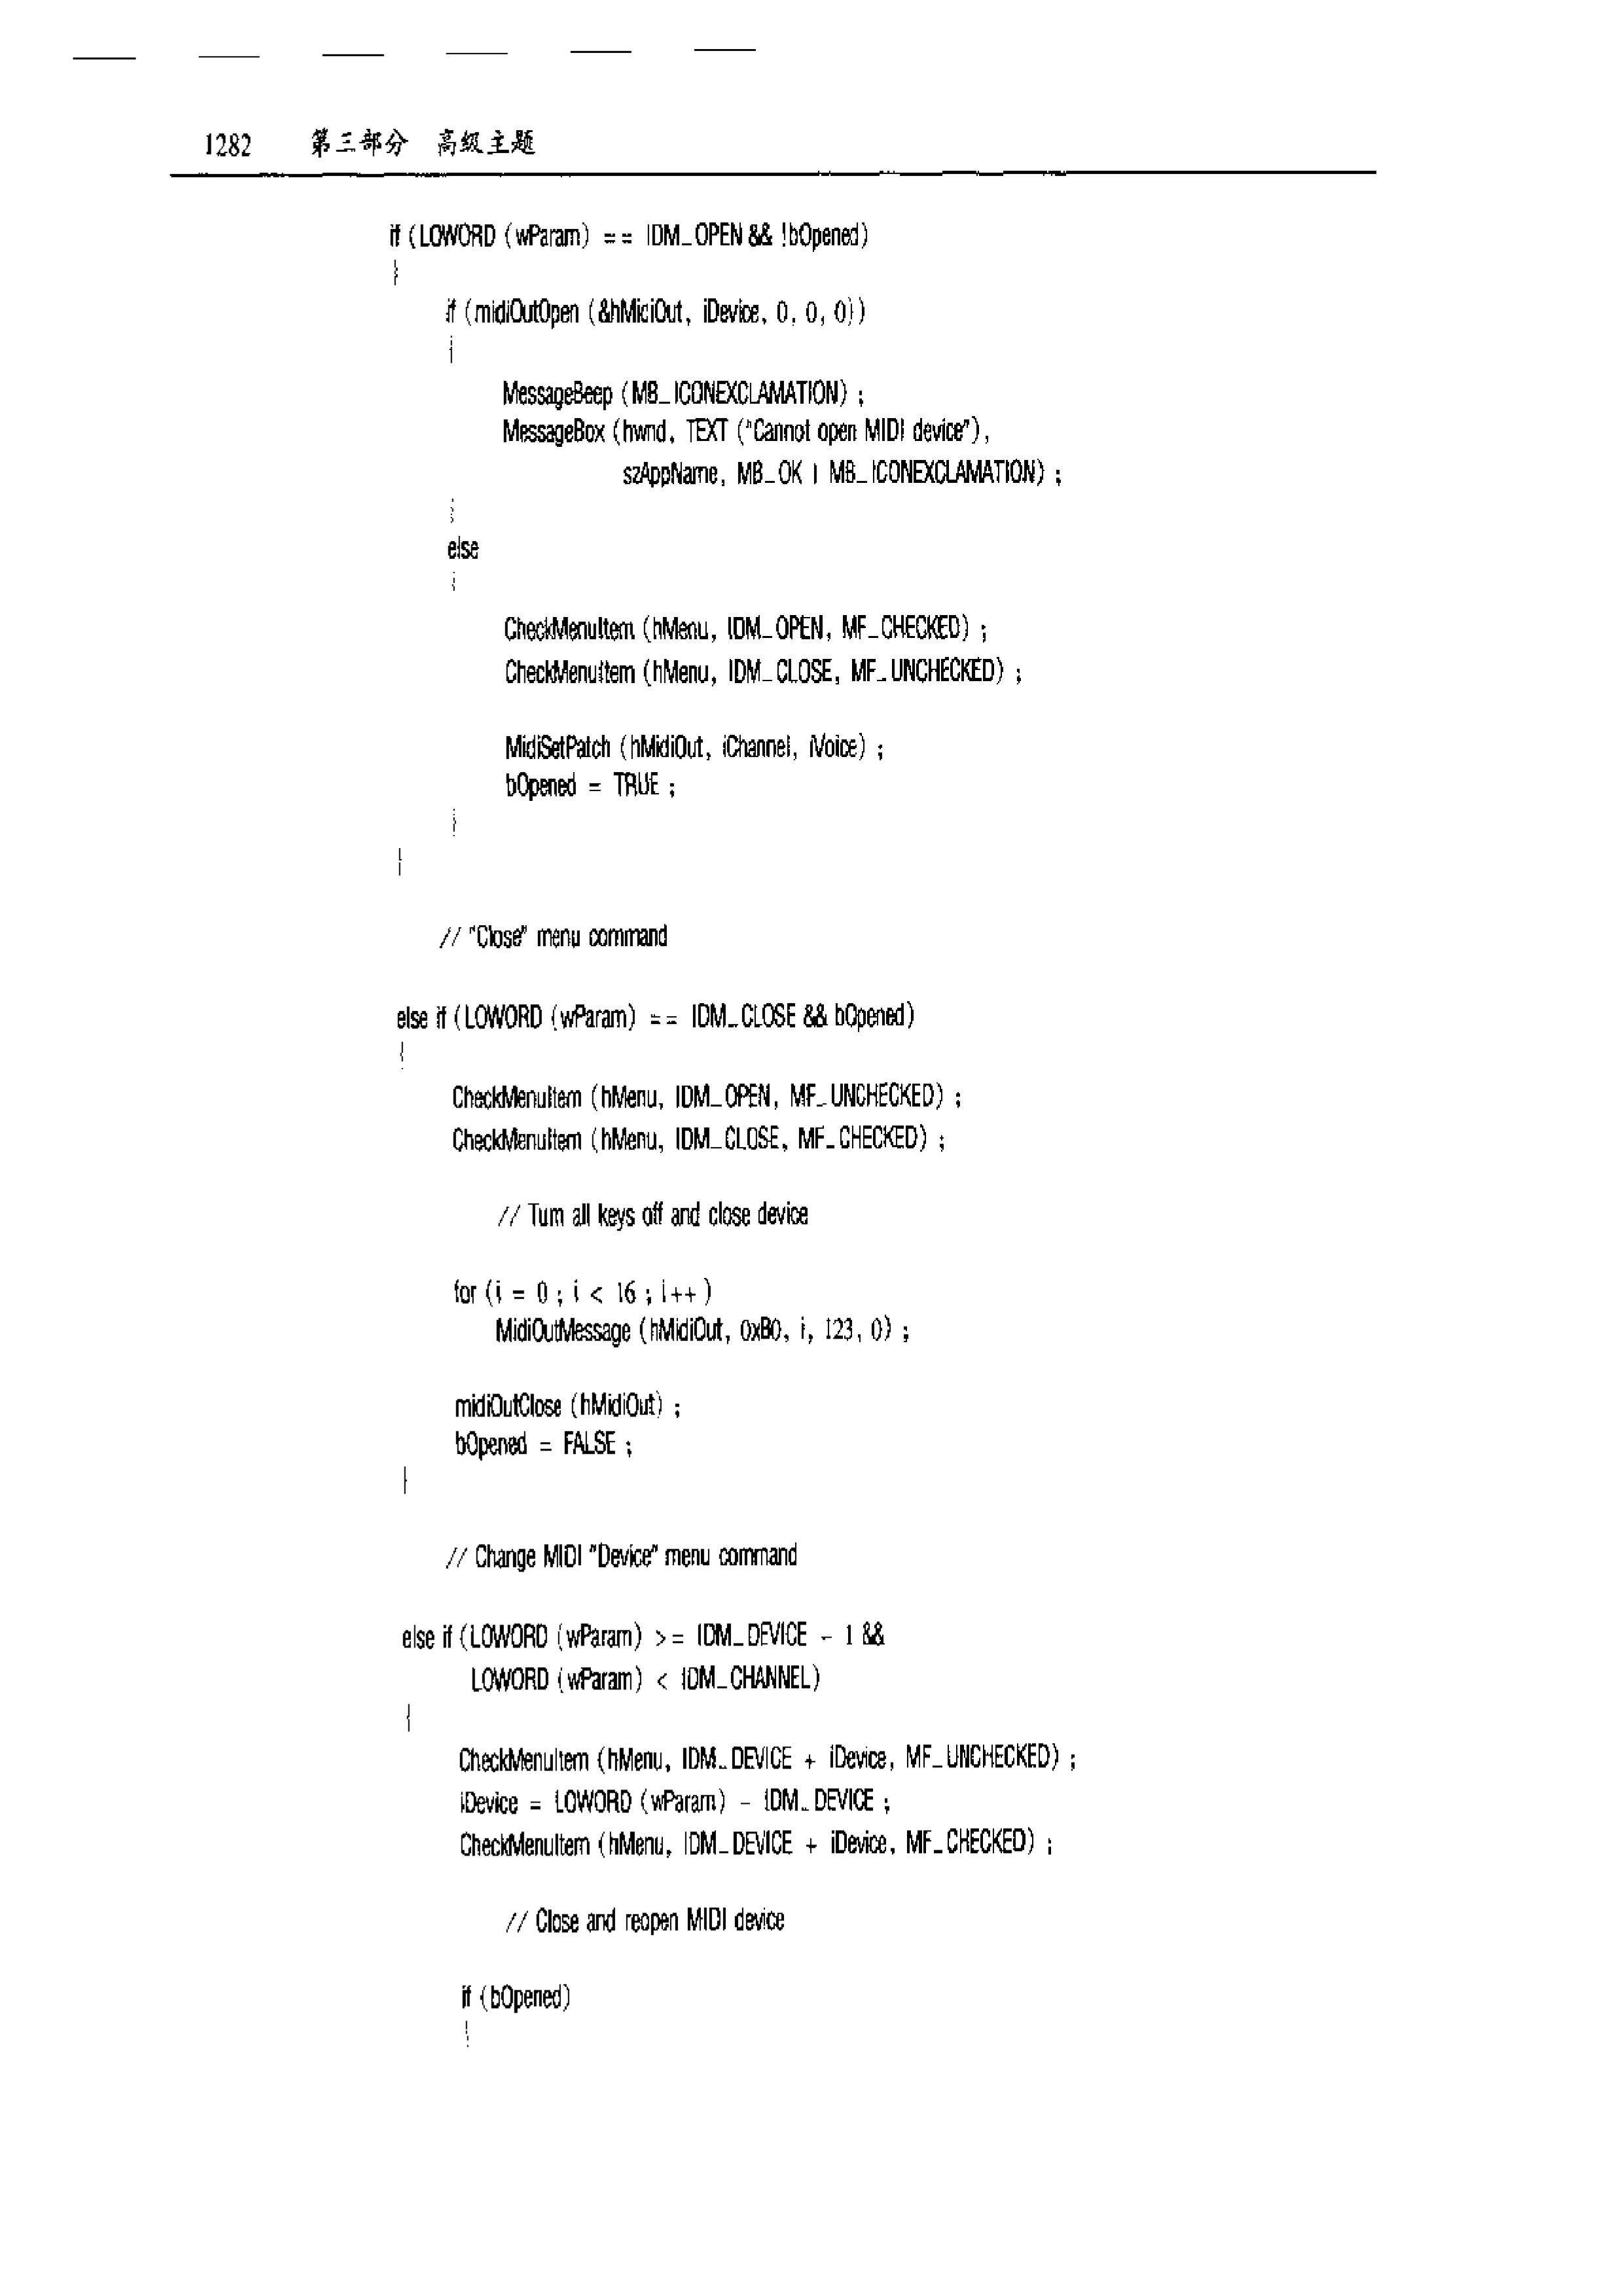 1282 第三部分 高级主题
if (LOWORD (wParam) == IDM_OPEN && !bOpened)
{
if (midiOutOpen (&hMidiOut, iDevice, 0, 0, 0))
{
MessageBeep (MB_ICONEXCLAMATION) ;
MessageBox (hwnd, TEXT ("Cannot open MIDI device"),
szAppName, MB_OK | MB_ICONEXCLAMATION) ;
}
else
{
CheckMenuItem (hMenu, IDM_OPEN, MF_CHECKED) ;
CheckMenuItem (hMenu, IDM_CLOSE, MF_UNCHECKED) ;
MidiSetPatch (hMidiOut, iChannel, iVoice) ;
bOpened = TRUE ;
}
}
// "Close" menu command
else if (LOWORD (wParam) == IDM_CLOSE && bOpened)
{
CheckMenuItem (hMenu, IDM_OPEN, MF_UNCHECKED) ;
CheckMenuItem (hMenu, IDM_CLOSE, MF_CHECKED) ;
// Turn all keys off and close device
for (i = 0 ; i < 16 ; i++)
MidiOutMessage (hMidiOut, 0xB0, i, 123, 0) ;
midiOutClose (hMidiOut) ;
bOpened = FALSE ;
}
// Change MIDI "Device" menu command
else if (LOWORD (wParam) >= IDM_DEVICE - 1 &&
LOWORD (wParam) < IDM_CHANNEL)
{
CheckMenuItem (hMenu, IDM_DEVICE + iDevice, MF_UNCHECKED) ;
iDevice = LOWORD (wParam) - IDM_DEVICE ;
CheckMenuItem (hMenu, IDM_DEVICE + iDevice, MF_CHECKED) ;
// Close and reopen MIDI device
if (bOpened)
{